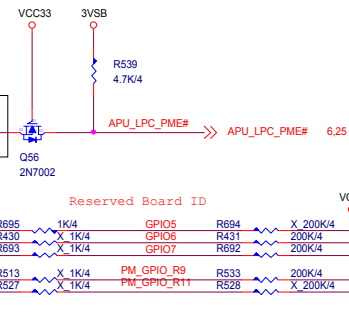 VCC33 3VSB
R539
4.7K/4
APU_LPC_PME# APU_LPC_PME# 6,25
Q56
2N7002
Reserved Board ID
R695 1K/4 GPIO5 R694 X_200K/4
R430 X_1K/4 GPIO6 R431 200K/4
R693 X_1K/4 GPIO7 R692 200K/4
R513 X_1K/4 PM_GPIO_R9 R533 200K/4
R527 X_1K/4 PM_GPIO_R11 R528 X_200K/4